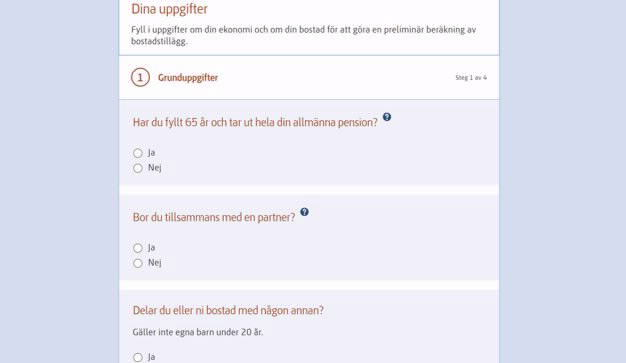 Dina uppgifter
Fyll i uppgifter om din ekonomi och om din bostad för att göra en preliminär beräkning av
bostadstillägg.
1 Grunduppgifter Steg 1 av 4
Har du fyllt 65 år och tar ut hela din allmänna pension? ?
Ja
Nej
Bor du tillsammans med en partner? ?
Ja
Nej
Delar du eller ni bostad med någon annan?
Gäller inte egna barn under 20 år.
Ja